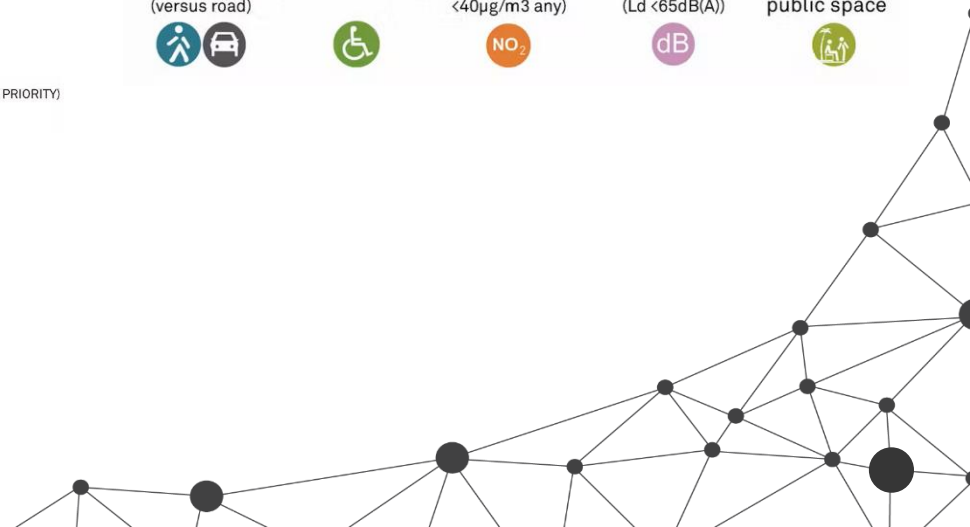 (versus road)
<40µg/m3 any)
(Ld <65dB(A))
public space
NO₂
dB
PRIORITY)